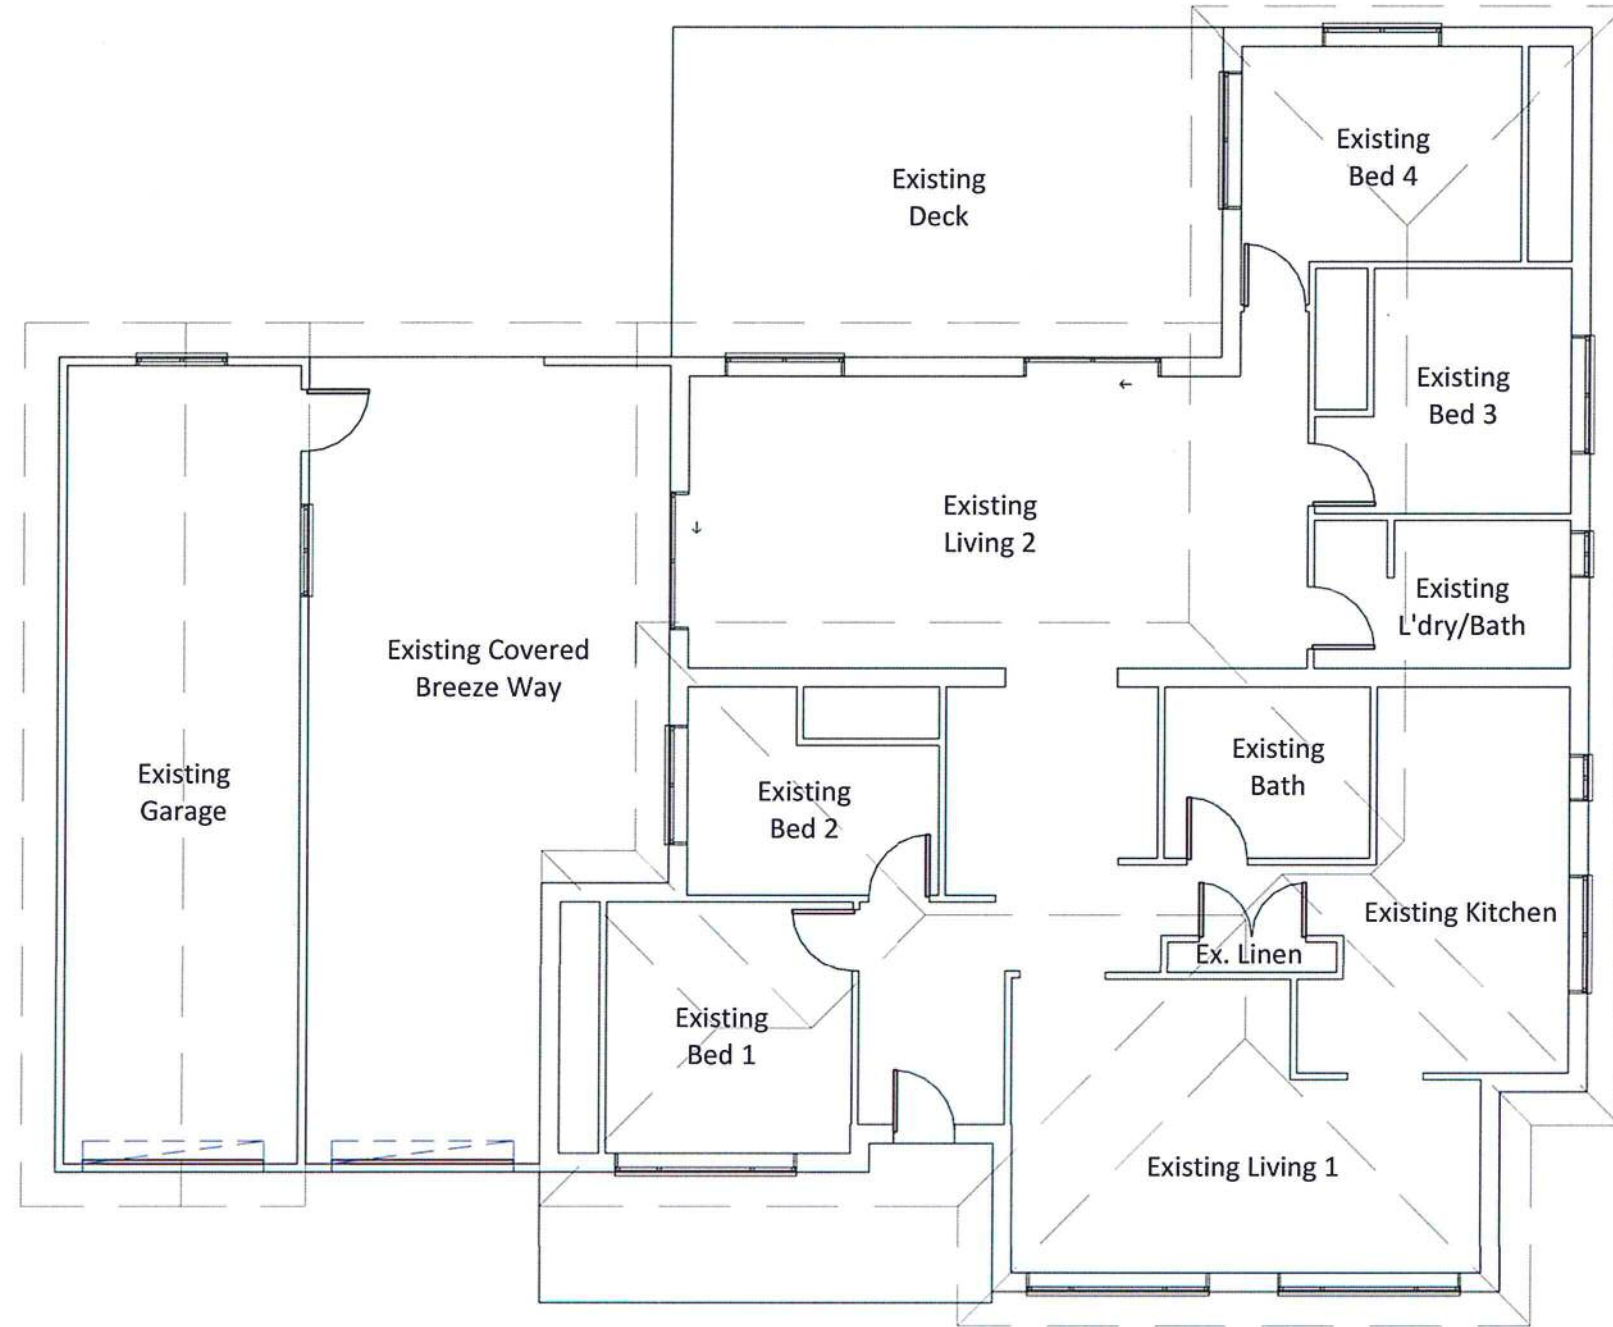 Existing
Bed 4
Existing
Deck
Existing
Bed 3
Existing
Living 2
Existing
L'dry/Bath
Existing Covered
Breeze Way
Existing
Garage
Existing
Bed 2
Existing
Bath
Existing Kitchen
Ex. Linen
Existing
Bed 1
Existing Living 1